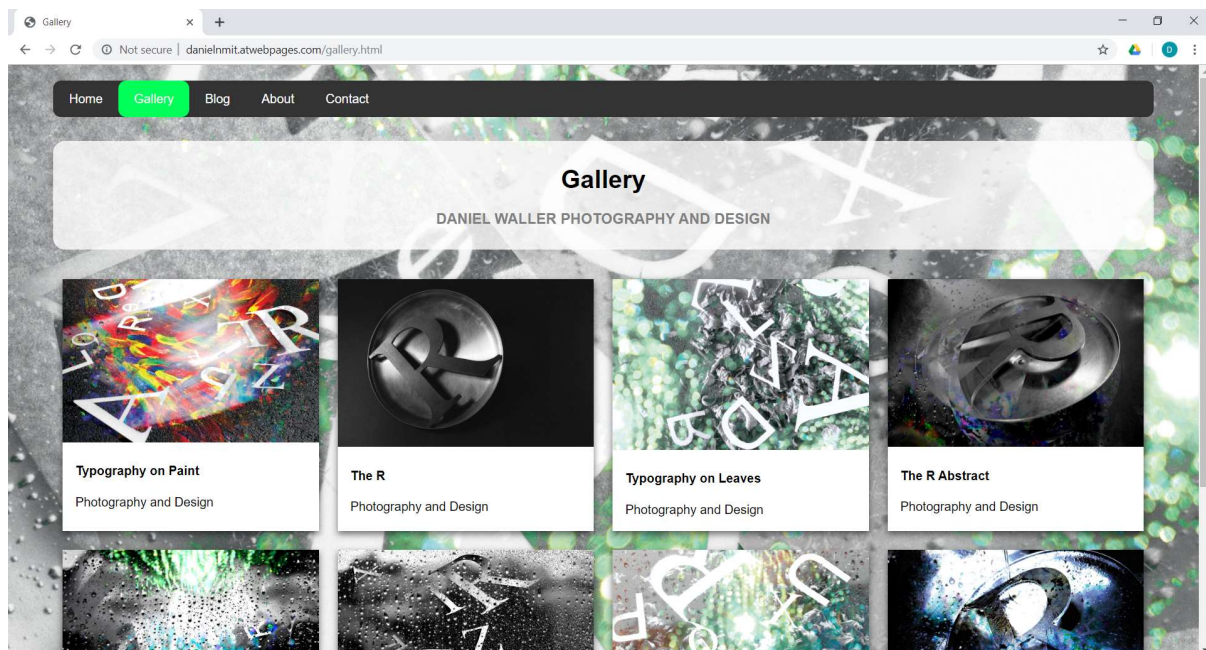 Gallery
Not secure | danielnmit.atwebpages.com/gallery.html
D
Home Gallery Blog About Contact
Gallery
DANIEL WALLER PHOTOGRAPHY AND DESIGN
Typography on Paint
Photography and Design
The R
Photography and Design
Typography on Leaves
Photography and Design
The R Abstract
Photography and Design